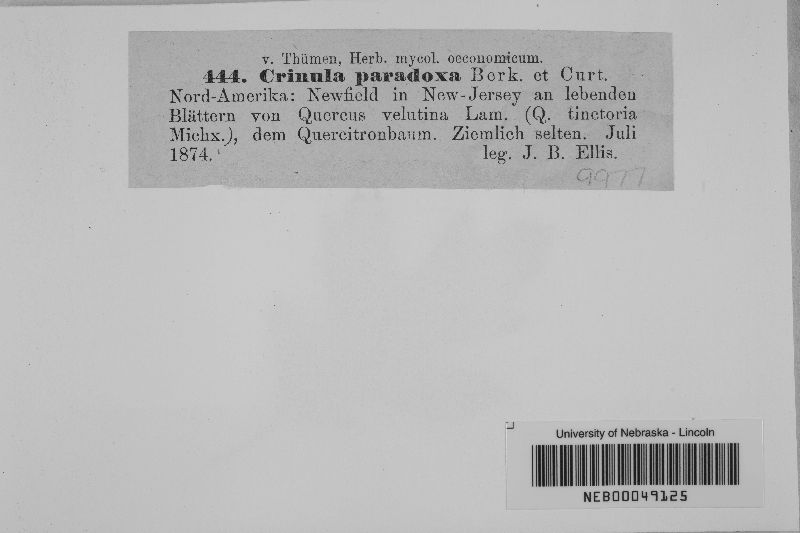 v. Thümen, Herb. mycol. oeconomicum.
444. Crinula paradoxa Berk. et Curt.
Nord-Amerika: Newfield in New-Jersey an lebenden
Blättern von Quercus velutina Lam. (Q. tinctoria
Michx.), dem Quercitronbaum. Ziemlich selten. Juli
1874. leg. J. B. Ellis.
9977
University of Nebraska - Lincoln
NEB00049125